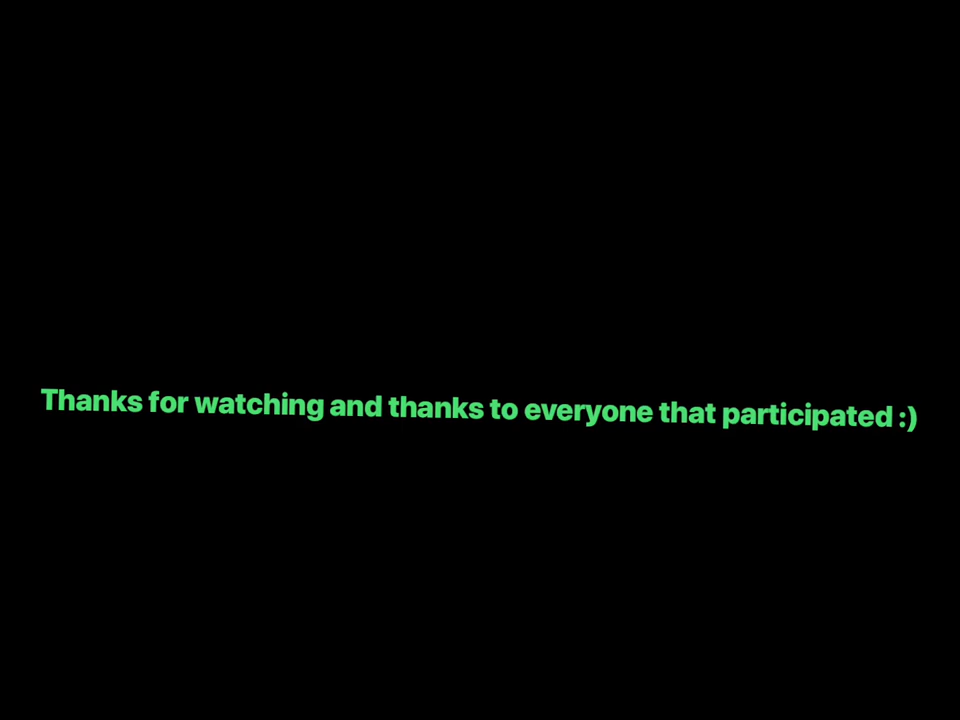 Thanks for watching and thanks to everyone that participated :)